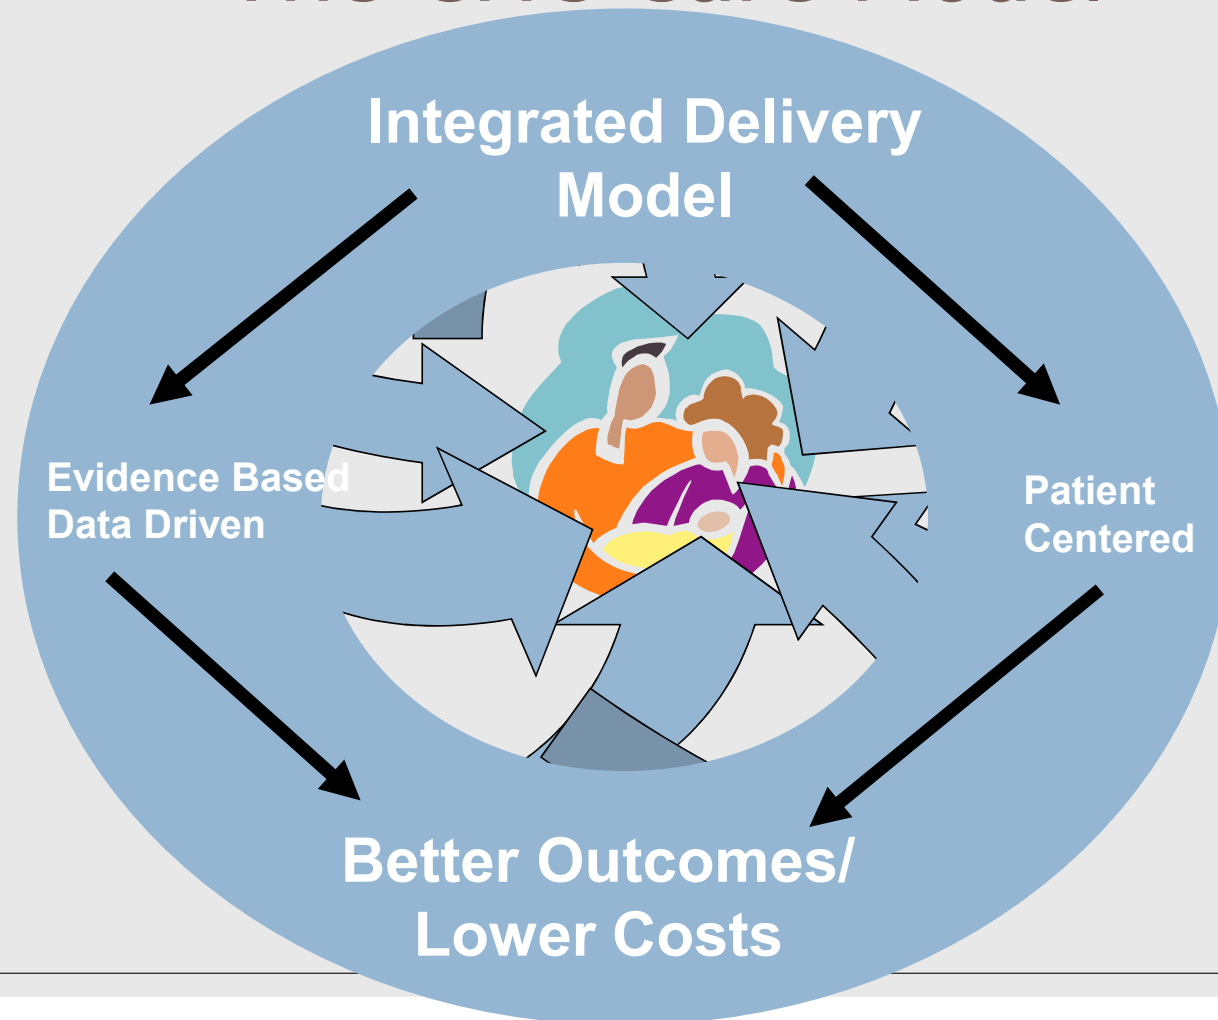 Integrated Delivery
Model
Evidence Based
Data Driven
Patient
Centered
Better Outcomes/
Lower Costs